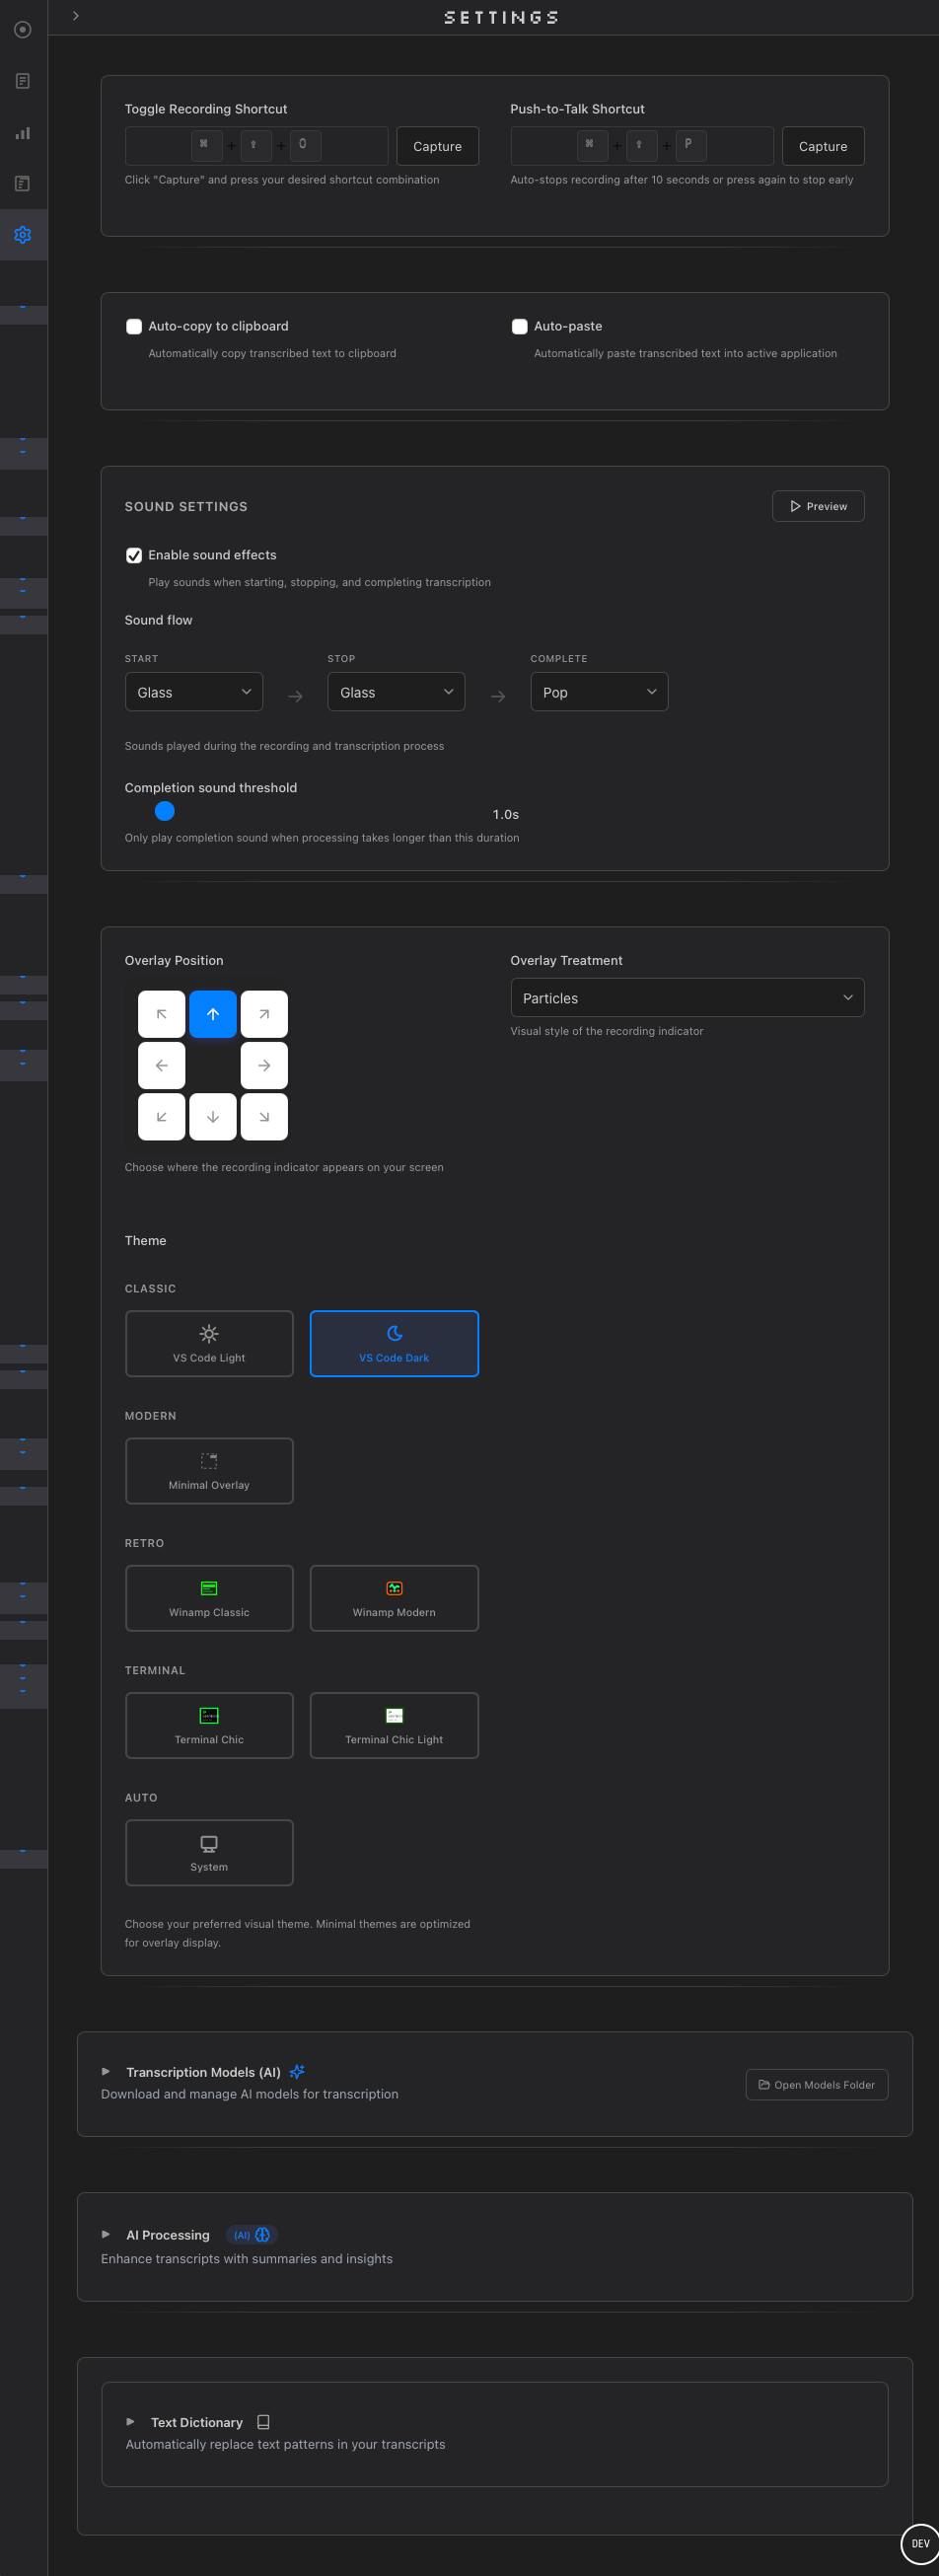 SETTINGS
Toggle Recording Shortcut
⌘ + ⇧ + O
Capture
Click "Capture" and press your desired shortcut combination
Push-to-Talk Shortcut
⌘ + ⇧ + P
Capture
Auto-stops recording after 10 seconds or press again to stop early
Auto-copy to clipboard
Automatically copy transcribed text to clipboard
Auto-paste
Automatically paste transcribed text into active application
SOUND SETTINGS
Preview
Enable sound effects
Play sounds when starting, stopping, and completing transcription
Sound flow
START
Glass
STOP
Glass
COMPLETE
Pop
Sounds played during the recording and transcription process
Completion sound threshold
1.0s
Only play completion sound when processing takes longer than this duration
Overlay Position
Choose where the recording indicator appears on your screen
Overlay Treatment
Particles
Visual style of the recording indicator
Theme
CLASSIC
VS Code Light
VS Code Dark
MODERN
Minimal Overlay
RETRO
Winamp Classic
Winamp Modern
TERMINAL
Terminal Chic
Terminal Chic Light
AUTO
System
Choose your preferred visual theme. Minimal themes are optimized
for overlay display.
Transcription Models (AI)
Download and manage AI models for transcription
Open Models Folder
AI Processing (AI)
Enhance transcripts with summaries and insights
Text Dictionary
Automatically replace text patterns in your transcripts
DEV